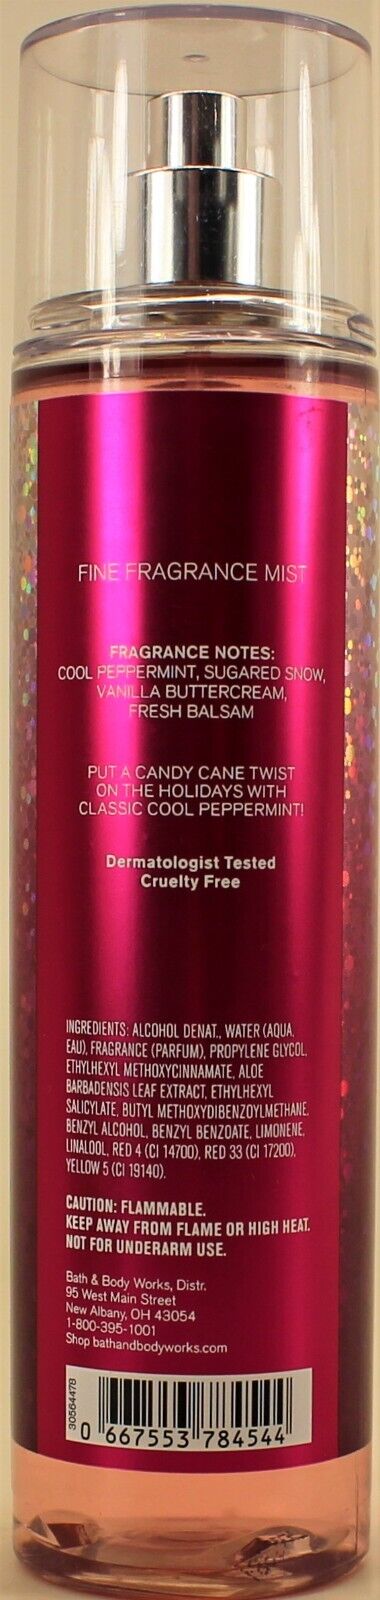 FINE FRAGRANCE MIST
FRAGRANCE NOTES:
COOL PEPPERMINT, SUGARED SNOW,
VANILLA BUTTERCREAM,
FRESH BALSAM
PUT A CANDY CANE TWIST
ON THE HOLIDAYS WITH
CLASSIC COOL PEPPERMINT!
Dermatologist Tested
Cruelty Free
INGREDIENTS: ALCOHOL DENAT., WATER (AQUA,
EAU), FRAGRANCE (PARFUM), PROPYLENE GLYCOL,
ETHYLHEXYL METHOXYCINNAMATE, ALOE
BARBADENSIS LEAF EXTRACT, ETHYLHEXYL
SALICYLATE, BUTYL METHOXYDIBENZOYLMETHANE,
BENZYL ALCOHOL, BENZYL BENZOATE, LIMONENE,
LINALOOL, RED 4 (CI 14700), RED 33 (CI 17200),
YELLOW 5 (CI 19140).
CAUTION: FLAMMABLE.
KEEP AWAY FROM FLAME OR HIGH HEAT.
NOT FOR UNDERARM USE.
Bath & Body Works, Distr.
95 West Main Street
New Albany, OH 43054
1-800-395-1001
Shop bathandbodyworks.com
30564478
0 667553 784544